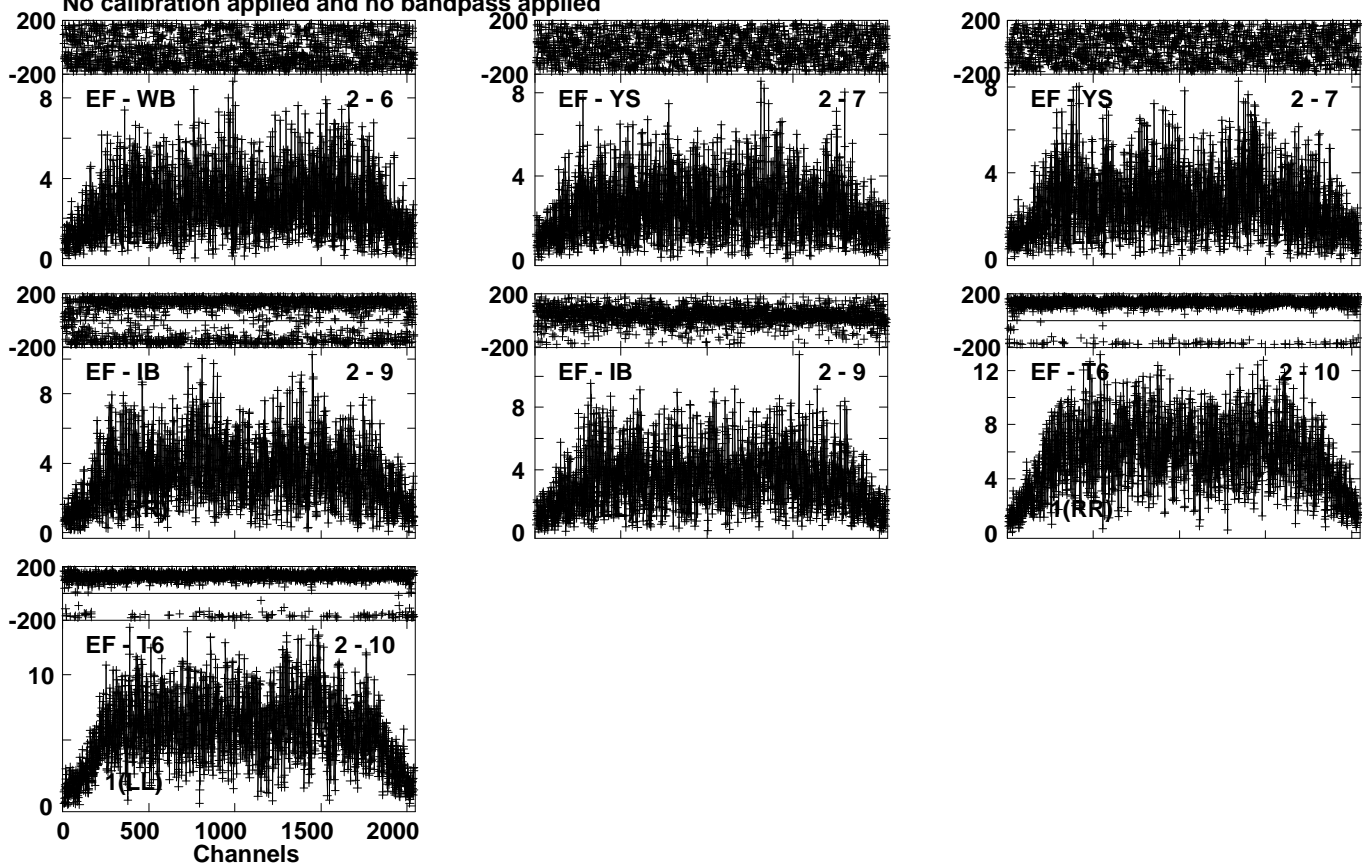 No calibration applied and no bandpass applied
200
-200
EF - WB 2 - 6
8
4
0
200
-200
EF - YS 2 - 7
8
4
0
200
-200
EF - YS 2 - 7
8
4
0
200
-200
EF - IB 2 - 9
8
4
0
200
-200
EF - IB 2 - 9
8
4
0
200
-200
EF - T6 2 - 10
12
8
4
0
1(RR)
200
-200
EF - T6 2 - 10
10
0
1(LL)
0 500 1000 1500 2000
Channels